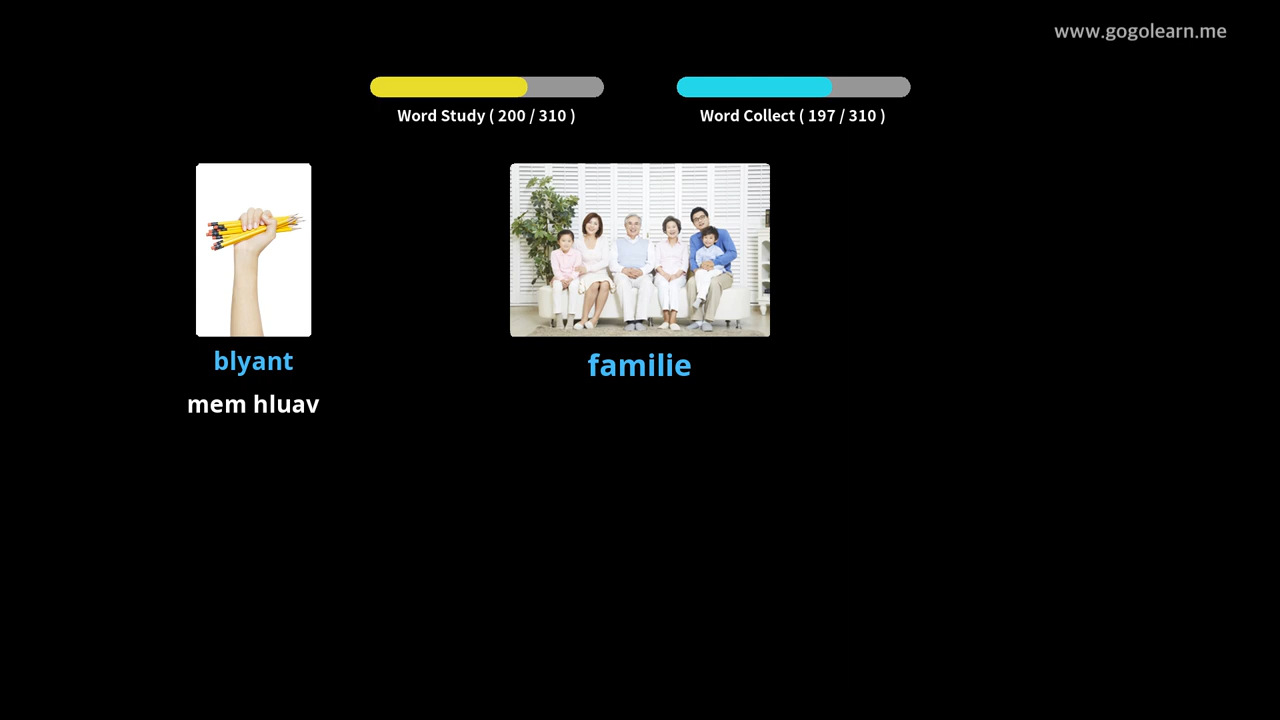 www.gogolearn.me
Word Study ( 200 / 310 )
Word Collect ( 197 / 310 )
blyant
mem hluav
familie